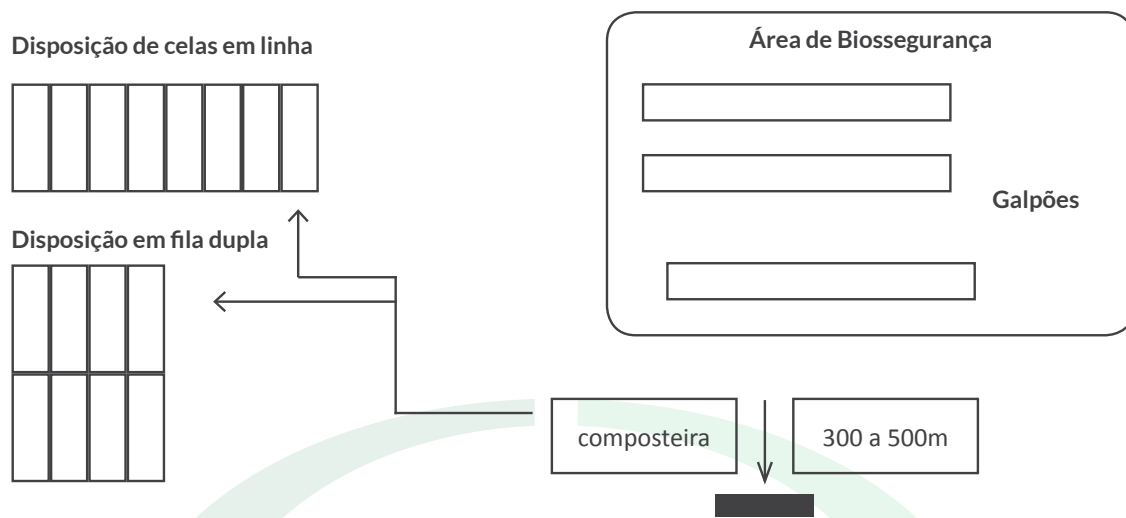 Disposição de celas em linha
Disposição em fila dupla
Área de Biossegurança
Galpões
composteira
300 a 500m